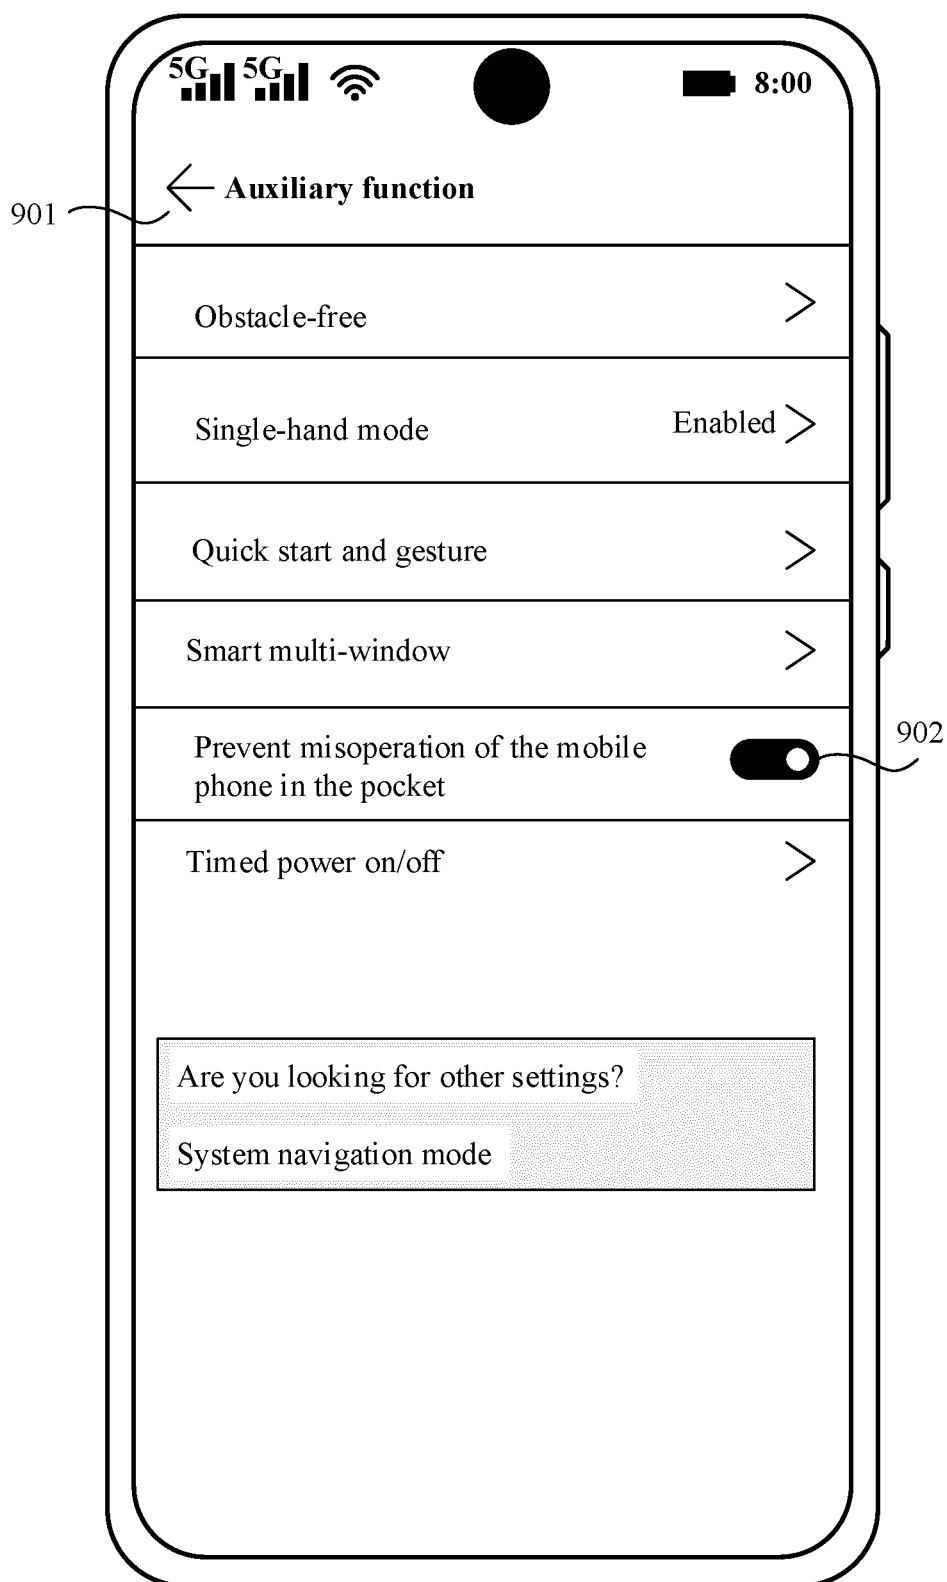 5G 5G 8:00
Auxiliary function
901
Obstacle-free
Single-hand mode Enabled
Quick start and gesture
Smart multi-window
902
Prevent misoperation of the mobile
phone in the pocket
Timed power on/off
Are you looking for other settings?
System navigation mode